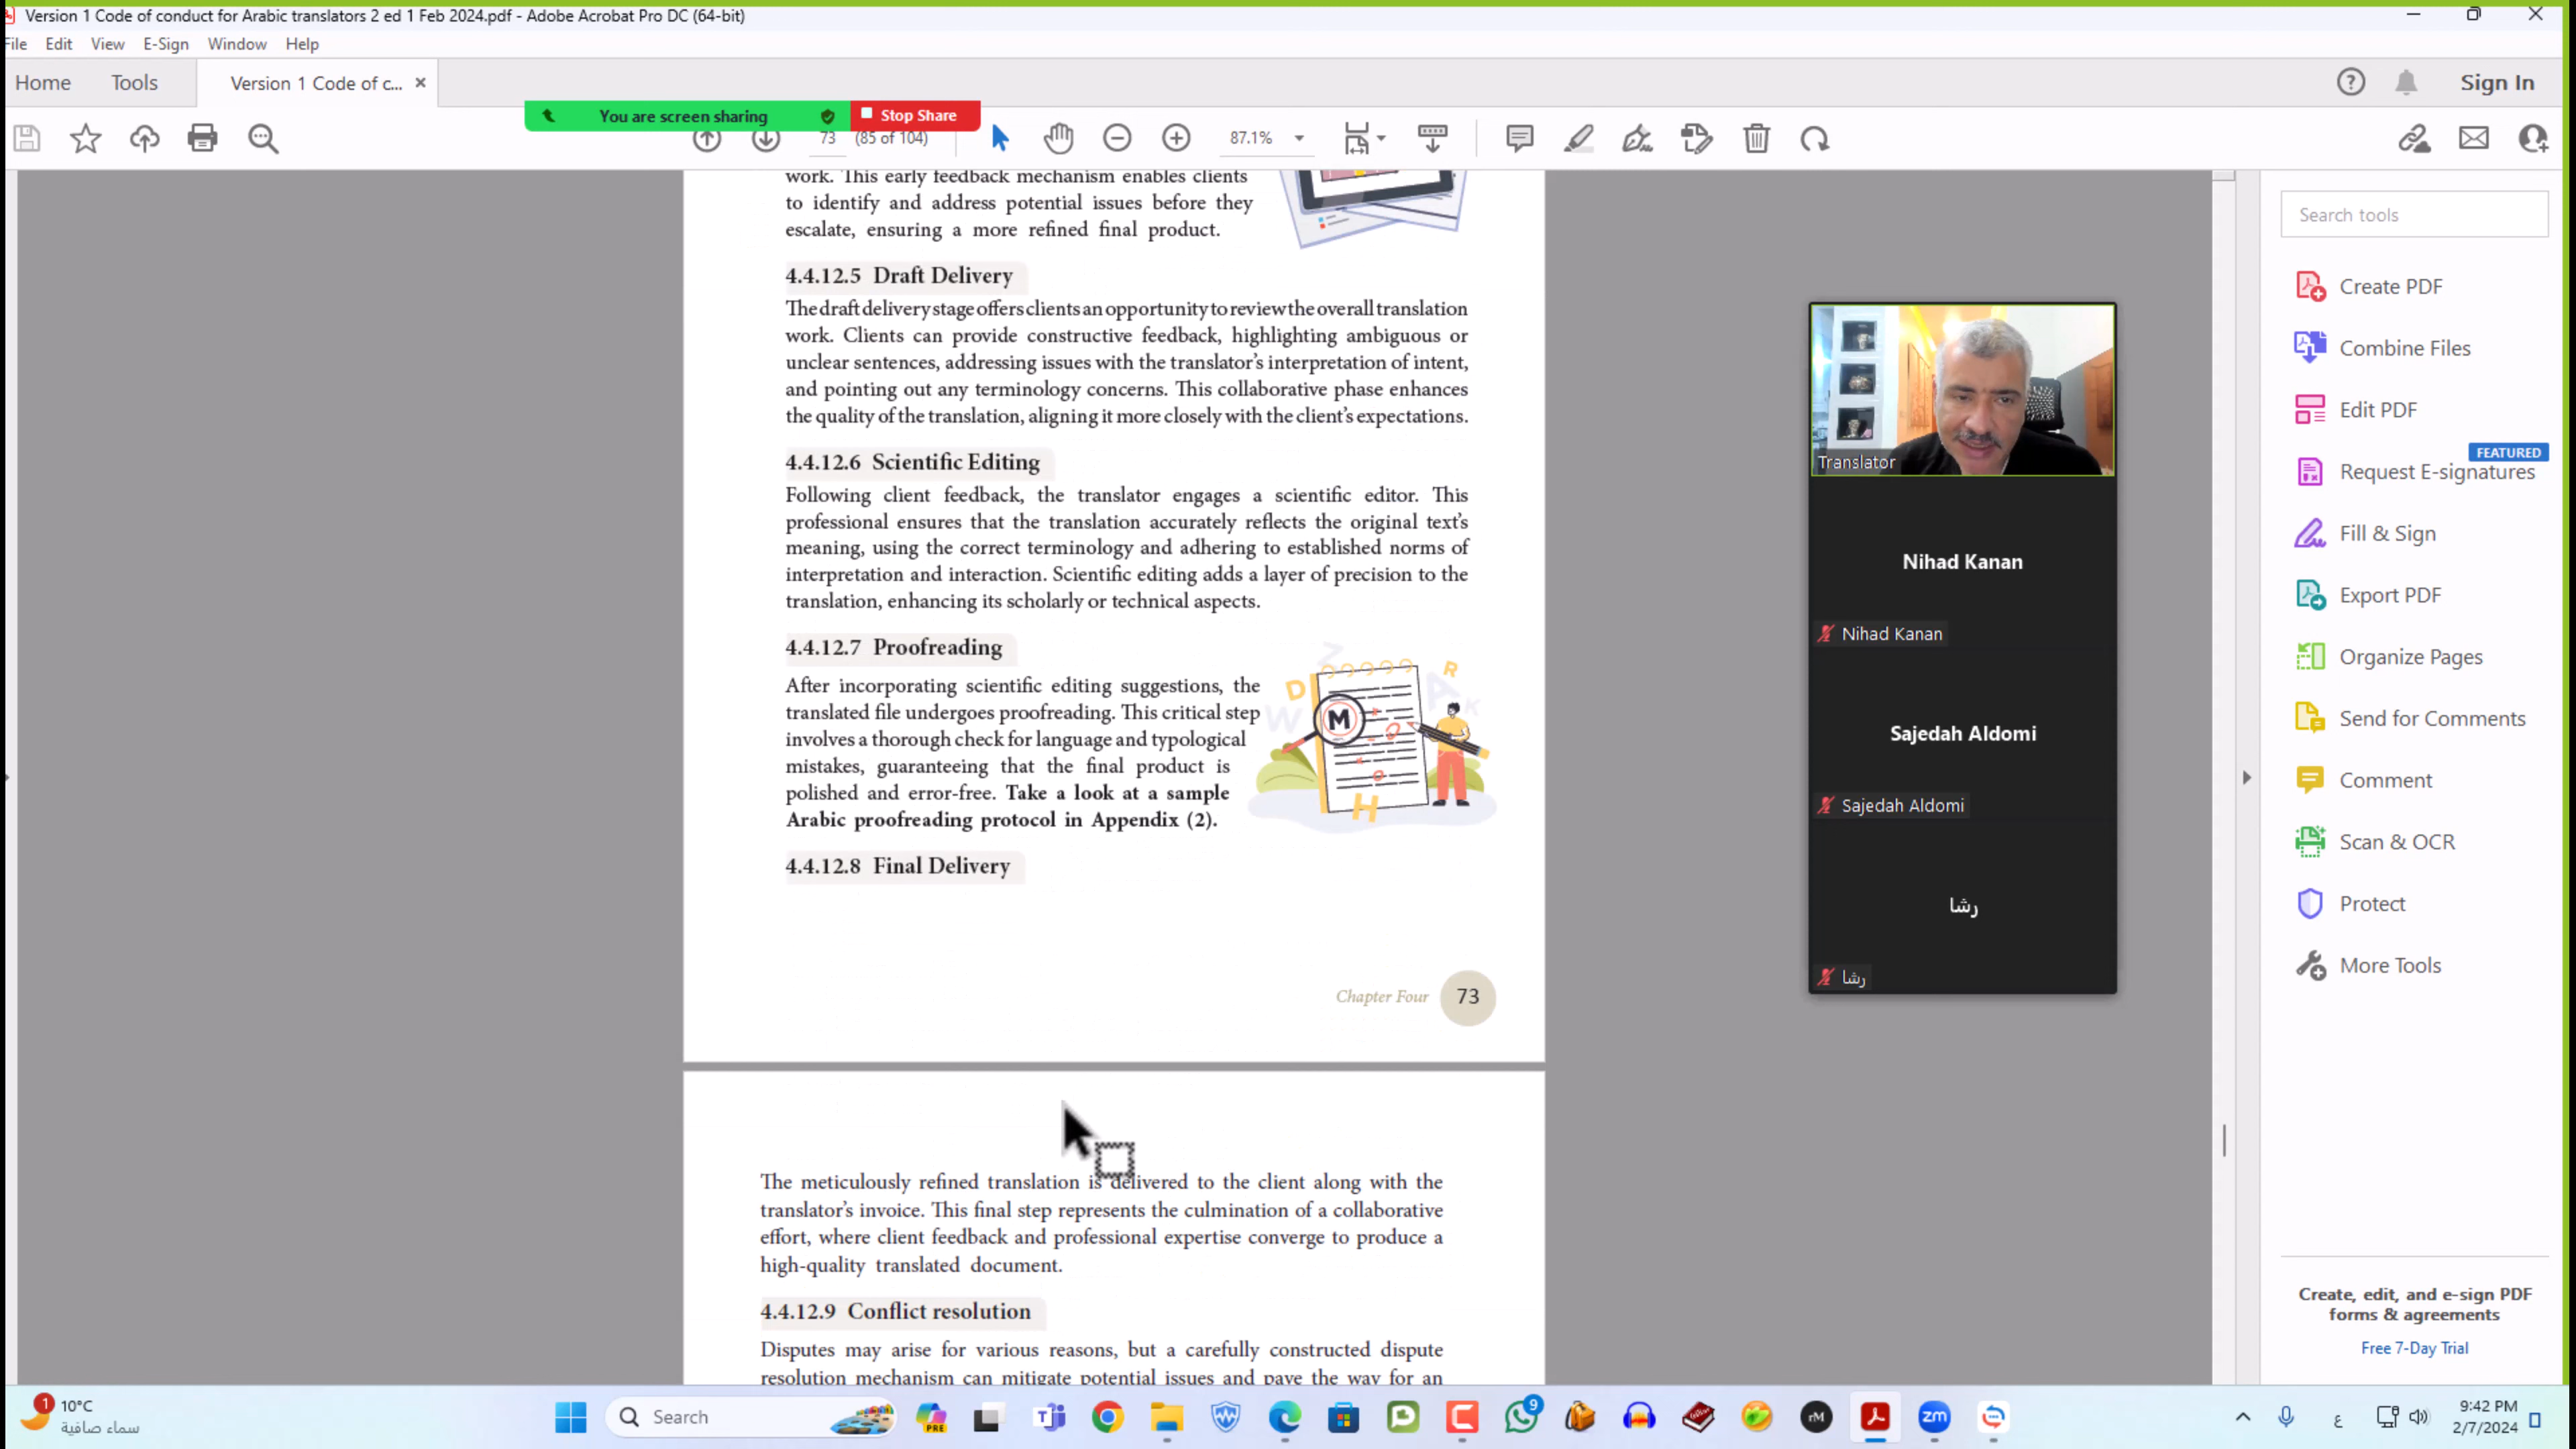 Version 1 Code of conduct for Arabic translators 2 ed 1 Feb 2024.pdf - Adobe Acrobat Pro DC (64-bit)
File Edit View E-Sign Window Help
Home Tools Version 1 Code of c... × Sign In
You are screen sharing Stop Share
73 (85 of 104) 87.1%
work. This early feedback mechanism enables clients
to identify and address potential issues before they
escalate, ensuring a more refined final product.
4.4.12.5 Draft Delivery
The draft delivery stage offers clients an opportunity to review the overall translation
work. Clients can provide constructive feedback, highlighting ambiguous or
unclear sentences, addressing issues with the translator's interpretation of intent,
and pointing out any terminology concerns. This collaborative phase enhances
the quality of the translation, aligning it more closely with the client's expectations.
4.4.12.6 Scientific Editing
Following client feedback, the translator engages a scientific editor. This
professional ensures that the translation accurately reflects the original text's
meaning, using the correct terminology and adhering to established norms of
interpretation and interaction. Scientific editing adds a layer of precision to the
translation, enhancing its scholarly or technical aspects.
4.4.12.7 Proofreading
After incorporating scientific editing suggestions, the
translated file undergoes proofreading. This critical step
involves a thorough check for language and typological
mistakes, guaranteeing that the final product is
polished and error-free. Take a look at a sample
Arabic proofreading protocol in Appendix (2).
Z
D
R
A
W
K
M
H
4.4.12.8 Final Delivery
Chapter Four 73
The meticulously refined translation is delivered to the client along with the
translator's invoice. This final step represents the culmination of a collaborative
effort, where client feedback and professional expertise converge to produce a
high-quality translated document.
4.4.12.9 Conflict resolution
Disputes may arise for various reasons, but a carefully constructed dispute
resolution mechanism can mitigate potential issues and pave the way for an
Translator
Nihad Kanan
Nihad Kanan
Sajedah Aldomi
Sajedah Aldomi
رشا
رشا
Search tools
Create PDF
Combine Files
Edit PDF
FEATURED
Request E-signatures
Fill & Sign
Export PDF
Organize Pages
Send for Comments
Comment
Scan & OCR
Protect
More Tools
Create, edit, and e-sign PDF
forms & agreements
Free 7-Day Trial
1 10°C
سماء صافية
Search
PRE
9
rM
zm
ع
9:42 PM
2/7/2024